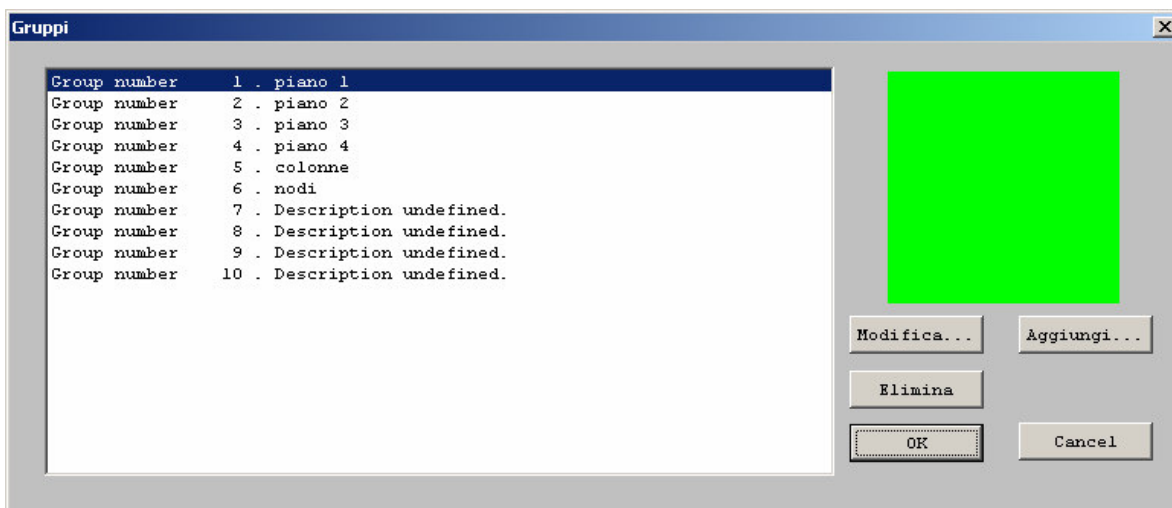 Gruppi
Group number 1 . piano 1
Group number 2 . piano 2
Group number 3 . piano 3
Group number 4 . piano 4
Group number 5 . colonne
Group number 6 . nodi
Group number 7 . Description undefined.
Group number 8 . Description undefined.
Group number 9 . Description undefined.
Group number 10 . Description undefined.
Modifica... Aggiungi...
Elimina
OK Cancel